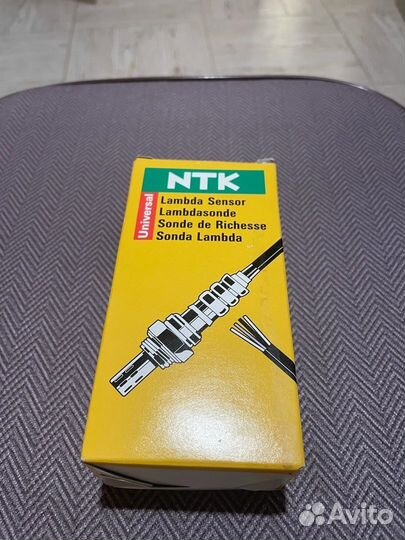 NTK
Universal
Lambda Sensor
Lambdasonde
Sonde de Richesse
Sonda Lambda
Avito